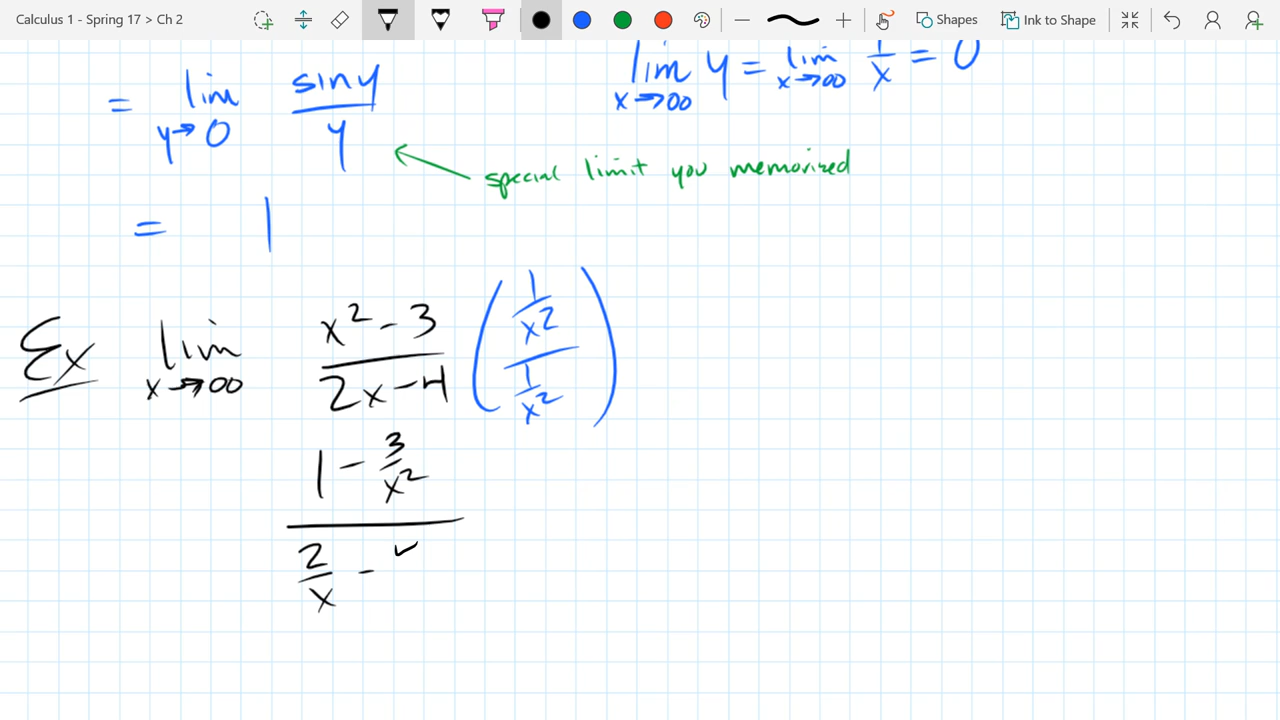 Calculus 1 - Spring 17 > Ch 2
Shapes
Ink to Shape
= lim y→0 sin y / y
lim x→∞ y = lim x→∞ 1/x = 0
special limit you memorized
= 1
Ex lim x→∞ (x² - 3)/(2x - 4) ((1/x²)/(1/x²))
1 - 3/x²
2/x -